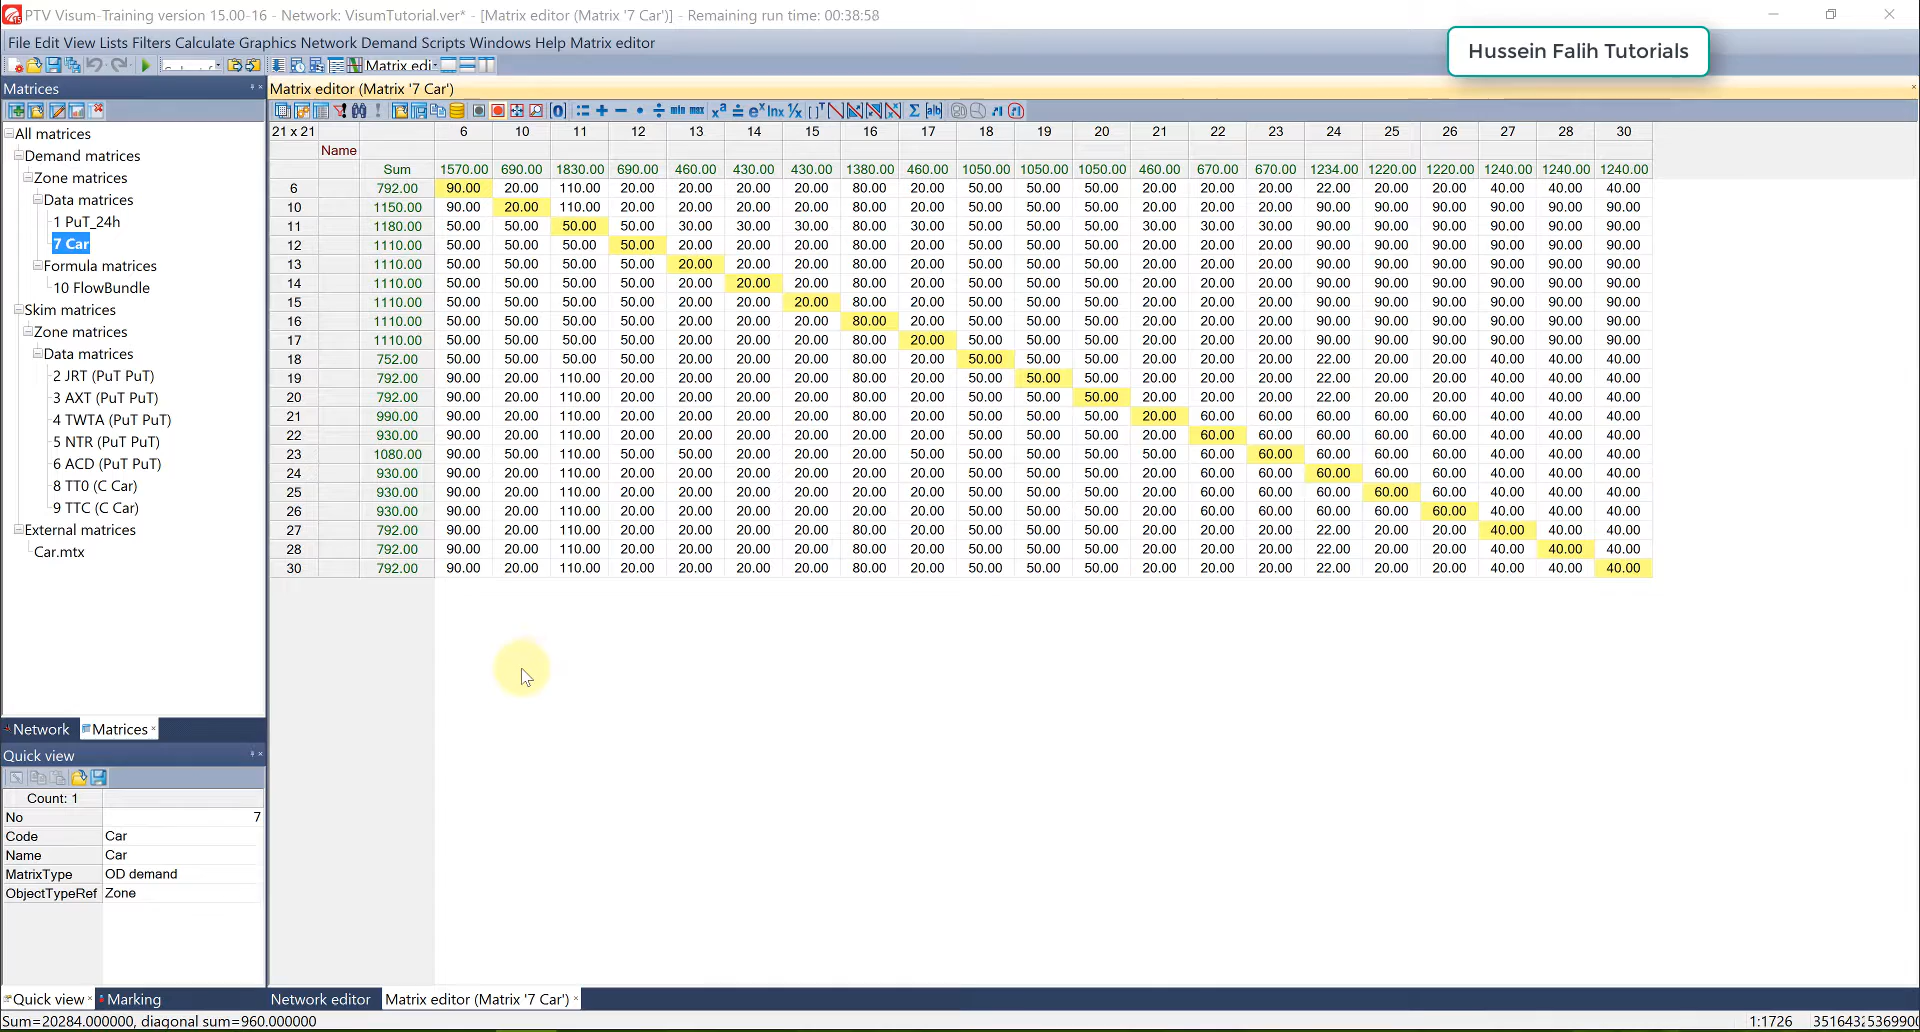 PTV Visum-Training version 15.00-16 - Network: VisumTutorial.ver* - [Matrix editor (Matrix '7 Car')] - Remaining run time: 00:38:58
Hussein Falih Tutorials
File Edit View Lists Filters Calculate Graphics Network Demand Scripts Windows Help Matrix editor
Matrix edi
Matrices
Matrix editor (Matrix '7 Car')
All matrices
Demand matrices
Zone matrices
Data matrices
1 PuT_24h
7 Car
Formula matrices
10 FlowBundle
Skim matrices
Zone matrices
Data matrices
2 JRT (PuT PuT)
3 AXT (PuT PuT)
4 TWTA (PuT PuT)
5 NTR (PuT PuT)
6 ACD (PuT PuT)
8 TT0 (C Car)
9 TTC (C Car)
External matrices
Car.mtx
21 x 21 6 10 11 12 13 14 15 16 17 18 19 20 21 22 23 24 25 26 27 28 30
Name
Sum 1570.00 690.00 1830.00 690.00 460.00 430.00 430.00 1380.00 460.00 1050.00 1050.00 1050.00 460.00 670.00 670.00 1234.00 1220.00 1220.00 1240.00 1240.00 1240.00
6 792.00 90.00 20.00 110.00 20.00 20.00 20.00 20.00 80.00 20.00 50.00 50.00 50.00 20.00 20.00 20.00 22.00 20.00 20.00 40.00 40.00 40.00
10 1150.00 90.00 20.00 110.00 20.00 20.00 20.00 20.00 80.00 20.00 50.00 50.00 50.00 20.00 20.00 20.00 90.00 90.00 90.00 90.00 90.00 90.00
11 1180.00 50.00 50.00 50.00 50.00 30.00 30.00 30.00 80.00 30.00 50.00 50.00 50.00 30.00 30.00 30.00 90.00 90.00 90.00 90.00 90.00 90.00
12 1110.00 50.00 50.00 50.00 50.00 20.00 20.00 20.00 80.00 20.00 50.00 50.00 50.00 20.00 20.00 20.00 90.00 90.00 90.00 90.00 90.00 90.00
13 1110.00 50.00 50.00 50.00 50.00 20.00 20.00 20.00 80.00 20.00 50.00 50.00 50.00 20.00 20.00 20.00 90.00 90.00 90.00 90.00 90.00 90.00
14 1110.00 50.00 50.00 50.00 50.00 20.00 20.00 20.00 80.00 20.00 50.00 50.00 50.00 20.00 20.00 20.00 90.00 90.00 90.00 90.00 90.00 90.00
15 1110.00 50.00 50.00 50.00 50.00 20.00 20.00 20.00 80.00 20.00 50.00 50.00 50.00 20.00 20.00 20.00 90.00 90.00 90.00 90.00 90.00 90.00
16 1110.00 50.00 50.00 50.00 50.00 20.00 20.00 20.00 80.00 20.00 50.00 50.00 50.00 20.00 20.00 20.00 90.00 90.00 90.00 90.00 90.00 90.00
17 1110.00 50.00 50.00 50.00 50.00 20.00 20.00 20.00 80.00 20.00 50.00 50.00 50.00 20.00 20.00 20.00 90.00 90.00 90.00 90.00 90.00 90.00
18 752.00 50.00 50.00 50.00 50.00 20.00 20.00 20.00 80.00 20.00 50.00 50.00 50.00 20.00 20.00 20.00 22.00 20.00 20.00 40.00 40.00 40.00
19 792.00 90.00 20.00 110.00 20.00 20.00 20.00 20.00 80.00 20.00 50.00 50.00 50.00 20.00 20.00 20.00 22.00 20.00 20.00 40.00 40.00 40.00
20 792.00 90.00 20.00 110.00 20.00 20.00 20.00 20.00 80.00 20.00 50.00 50.00 50.00 20.00 20.00 20.00 22.00 20.00 20.00 40.00 40.00 40.00
21 990.00 90.00 20.00 110.00 20.00 20.00 20.00 20.00 80.00 20.00 50.00 50.00 50.00 20.00 60.00 60.00 60.00 60.00 60.00 40.00 40.00 40.00
22 930.00 90.00 20.00 110.00 20.00 20.00 20.00 20.00 20.00 20.00 50.00 50.00 50.00 20.00 60.00 60.00 60.00 60.00 60.00 40.00 40.00 40.00
23 1080.00 90.00 50.00 110.00 50.00 50.00 20.00 20.00 50.00 50.00 50.00 50.00 50.00 50.00 60.00 60.00 60.00 60.00 60.00 40.00 40.00 40.00
24 930.00 90.00 20.00 110.00 20.00 20.00 20.00 20.00 20.00 20.00 50.00 50.00 50.00 20.00 60.00 60.00 60.00 60.00 60.00 40.00 40.00 40.00
25 930.00 90.00 20.00 110.00 20.00 20.00 20.00 20.00 20.00 20.00 50.00 50.00 50.00 20.00 60.00 60.00 60.00 60.00 60.00 40.00 40.00 40.00
26 930.00 90.00 20.00 110.00 20.00 20.00 20.00 20.00 20.00 20.00 50.00 50.00 50.00 20.00 60.00 60.00 60.00 60.00 60.00 40.00 40.00 40.00
27 792.00 90.00 20.00 110.00 20.00 20.00 20.00 20.00 80.00 20.00 50.00 50.00 50.00 20.00 20.00 20.00 22.00 20.00 20.00 40.00 40.00 40.00
28 792.00 90.00 20.00 110.00 20.00 20.00 20.00 20.00 80.00 20.00 50.00 50.00 50.00 20.00 20.00 20.00 22.00 20.00 20.00 40.00 40.00 40.00
30 792.00 90.00 20.00 110.00 20.00 20.00 20.00 20.00 80.00 20.00 50.00 50.00 50.00 20.00 20.00 20.00 22.00 20.00 20.00 40.00 40.00 40.00
Network Matrices
Quick view
Count: 1
No 7
Code Car
Name Car
MatrixType OD demand
ObjectTypeRef Zone
Quick view Marking Network editor Matrix editor (Matrix '7 Car')
Sum=20284.000000, diagonal sum=960.000000 1:1726